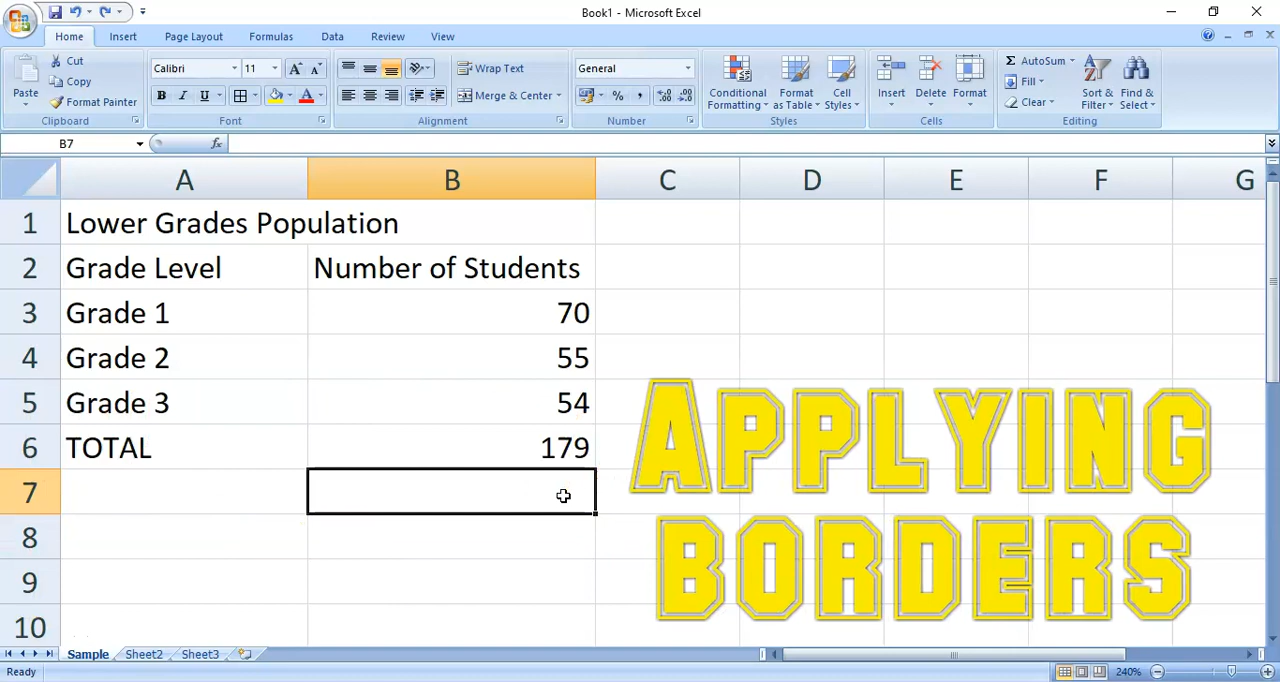 Book1 - Microsoft Excel
Home Insert Page Layout Formulas Data Review View
Paste
Cut
Copy
Format Painter
Clipboard
Calibri 11
B I U A
Font
Wrap Text
Merge & Center
Alignment
General
% ,
Number
Conditional Formatting
Format as Table
Cell Styles
Styles
Insert
Delete
Format
Cells
Σ AutoSum
Fill
Clear
Sort & Filter
Find & Select
Editing
B7 fx
A B C D E F G
1 Lower Grades Population
2 Grade Level Number of Students
3 Grade 1 70
4 Grade 2 55
5 Grade 3 54
6 TOTAL 179
7
8
9
10
APPLYING
BORDERS
Sample Sheet2 Sheet3
Ready 240%